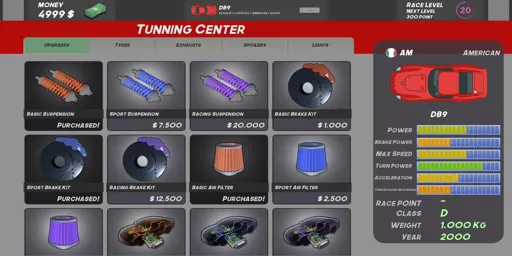 MONEY
4999 $
DB9
RACE LEVEL
NEXT LEVEL
300 POINT
20
TUNNING CENTER
UPGRADES
TYRES
EXHAUSTS
SPOILERS
LIGHTS
BASIC SUSPENSION
PURCHASED!
SPORT SUSPENSION
$ 7.500
RACING SUSPENSION
$ 20.000
BASIC BRAKE KIT
$ 1.000
SPORT BRAKE KIT
$ 12.500
RACING BRAKE KIT
BASIC AIR FILTER
PURCHASED!
SPORT AIR FILTER
$ 2.500
AM
AMERICAN
DB9
POWER
BRAKE POWER
MAX SPEED
TURN POWER
ACCELERATION
RACE POINT -
CLASS D
WEIGHT 1.000 KG
YEAR 2000